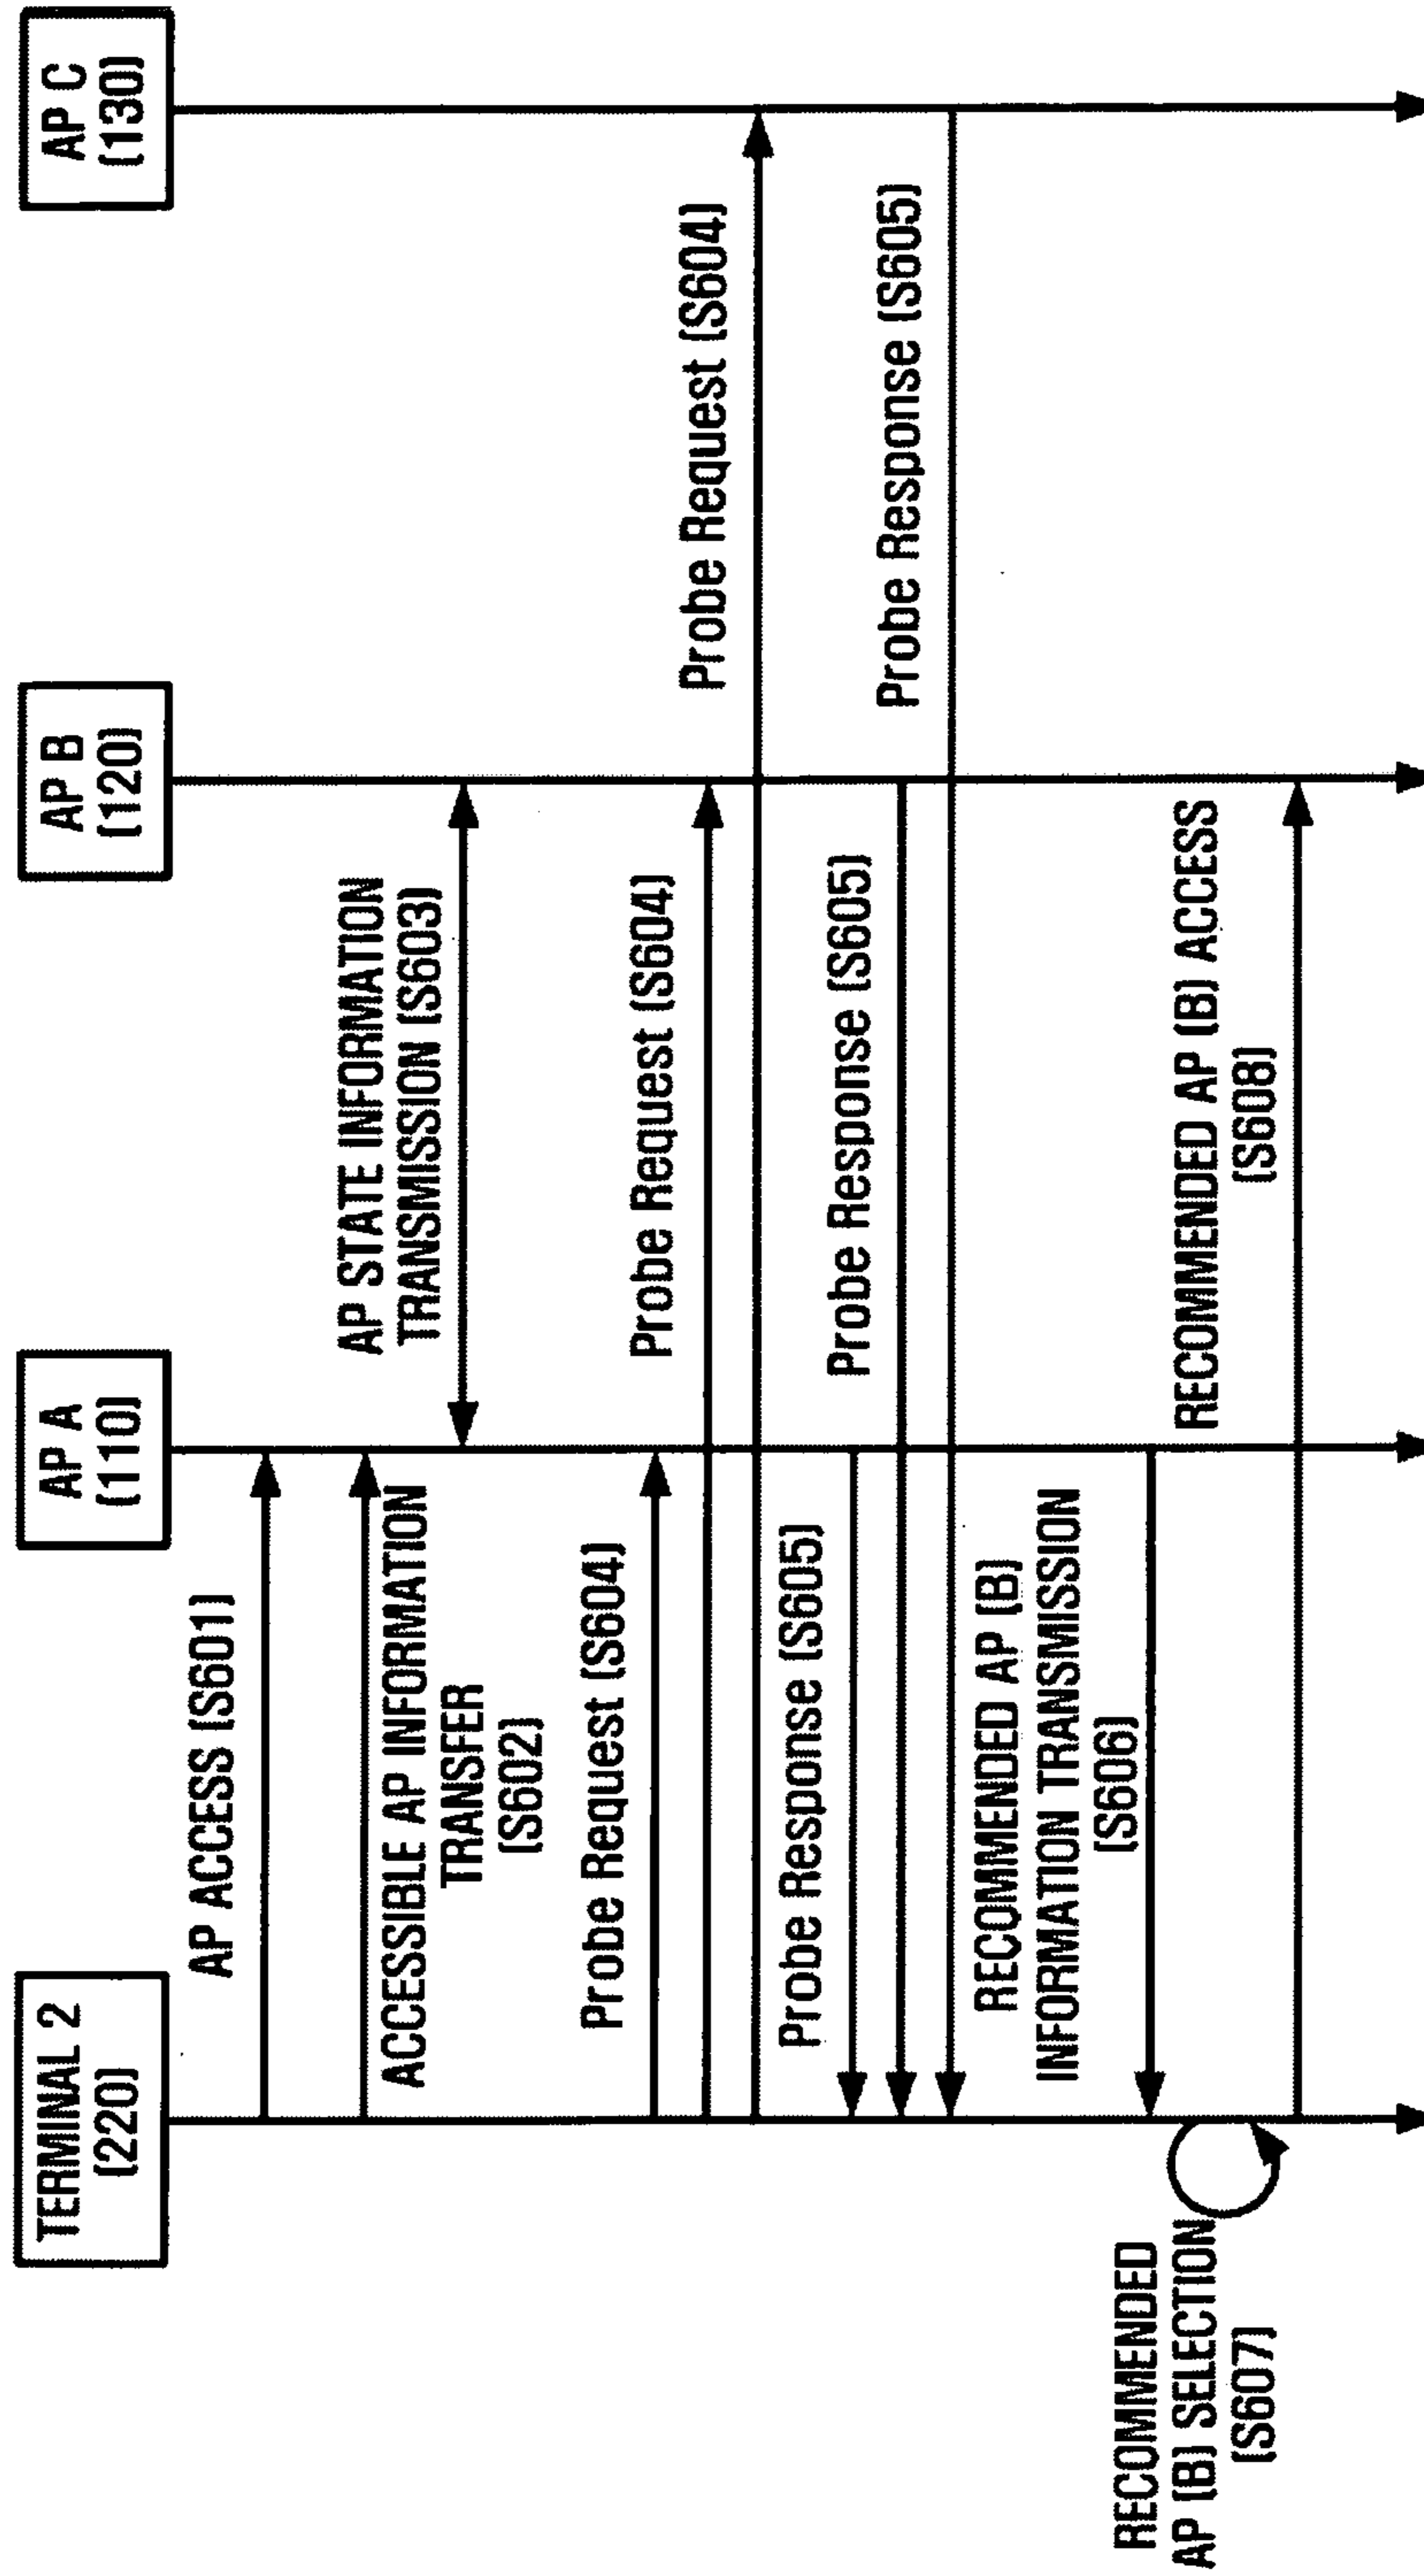 TERMINAL 2
(220)
AP A
(110)
AP B
(120)
AP C
(130)
AP ACCESS (S601)
ACCESSIBLE AP INFORMATION
TRANSFER
(S602)
AP STATE INFORMATION
TRANSMISSION (S603)
Probe Request (S604)
Probe Request (S604)
Probe Request (S604)
Probe Response (S605)
Probe Response (S605)
Probe Response (S605)
RECOMMENDED AP (B)
INFORMATION TRANSMISSION
(S606)
RECOMMENDED
AP (B) SELECTION
(S607)
RECOMMENDED AP (B) ACCESS
(S608)